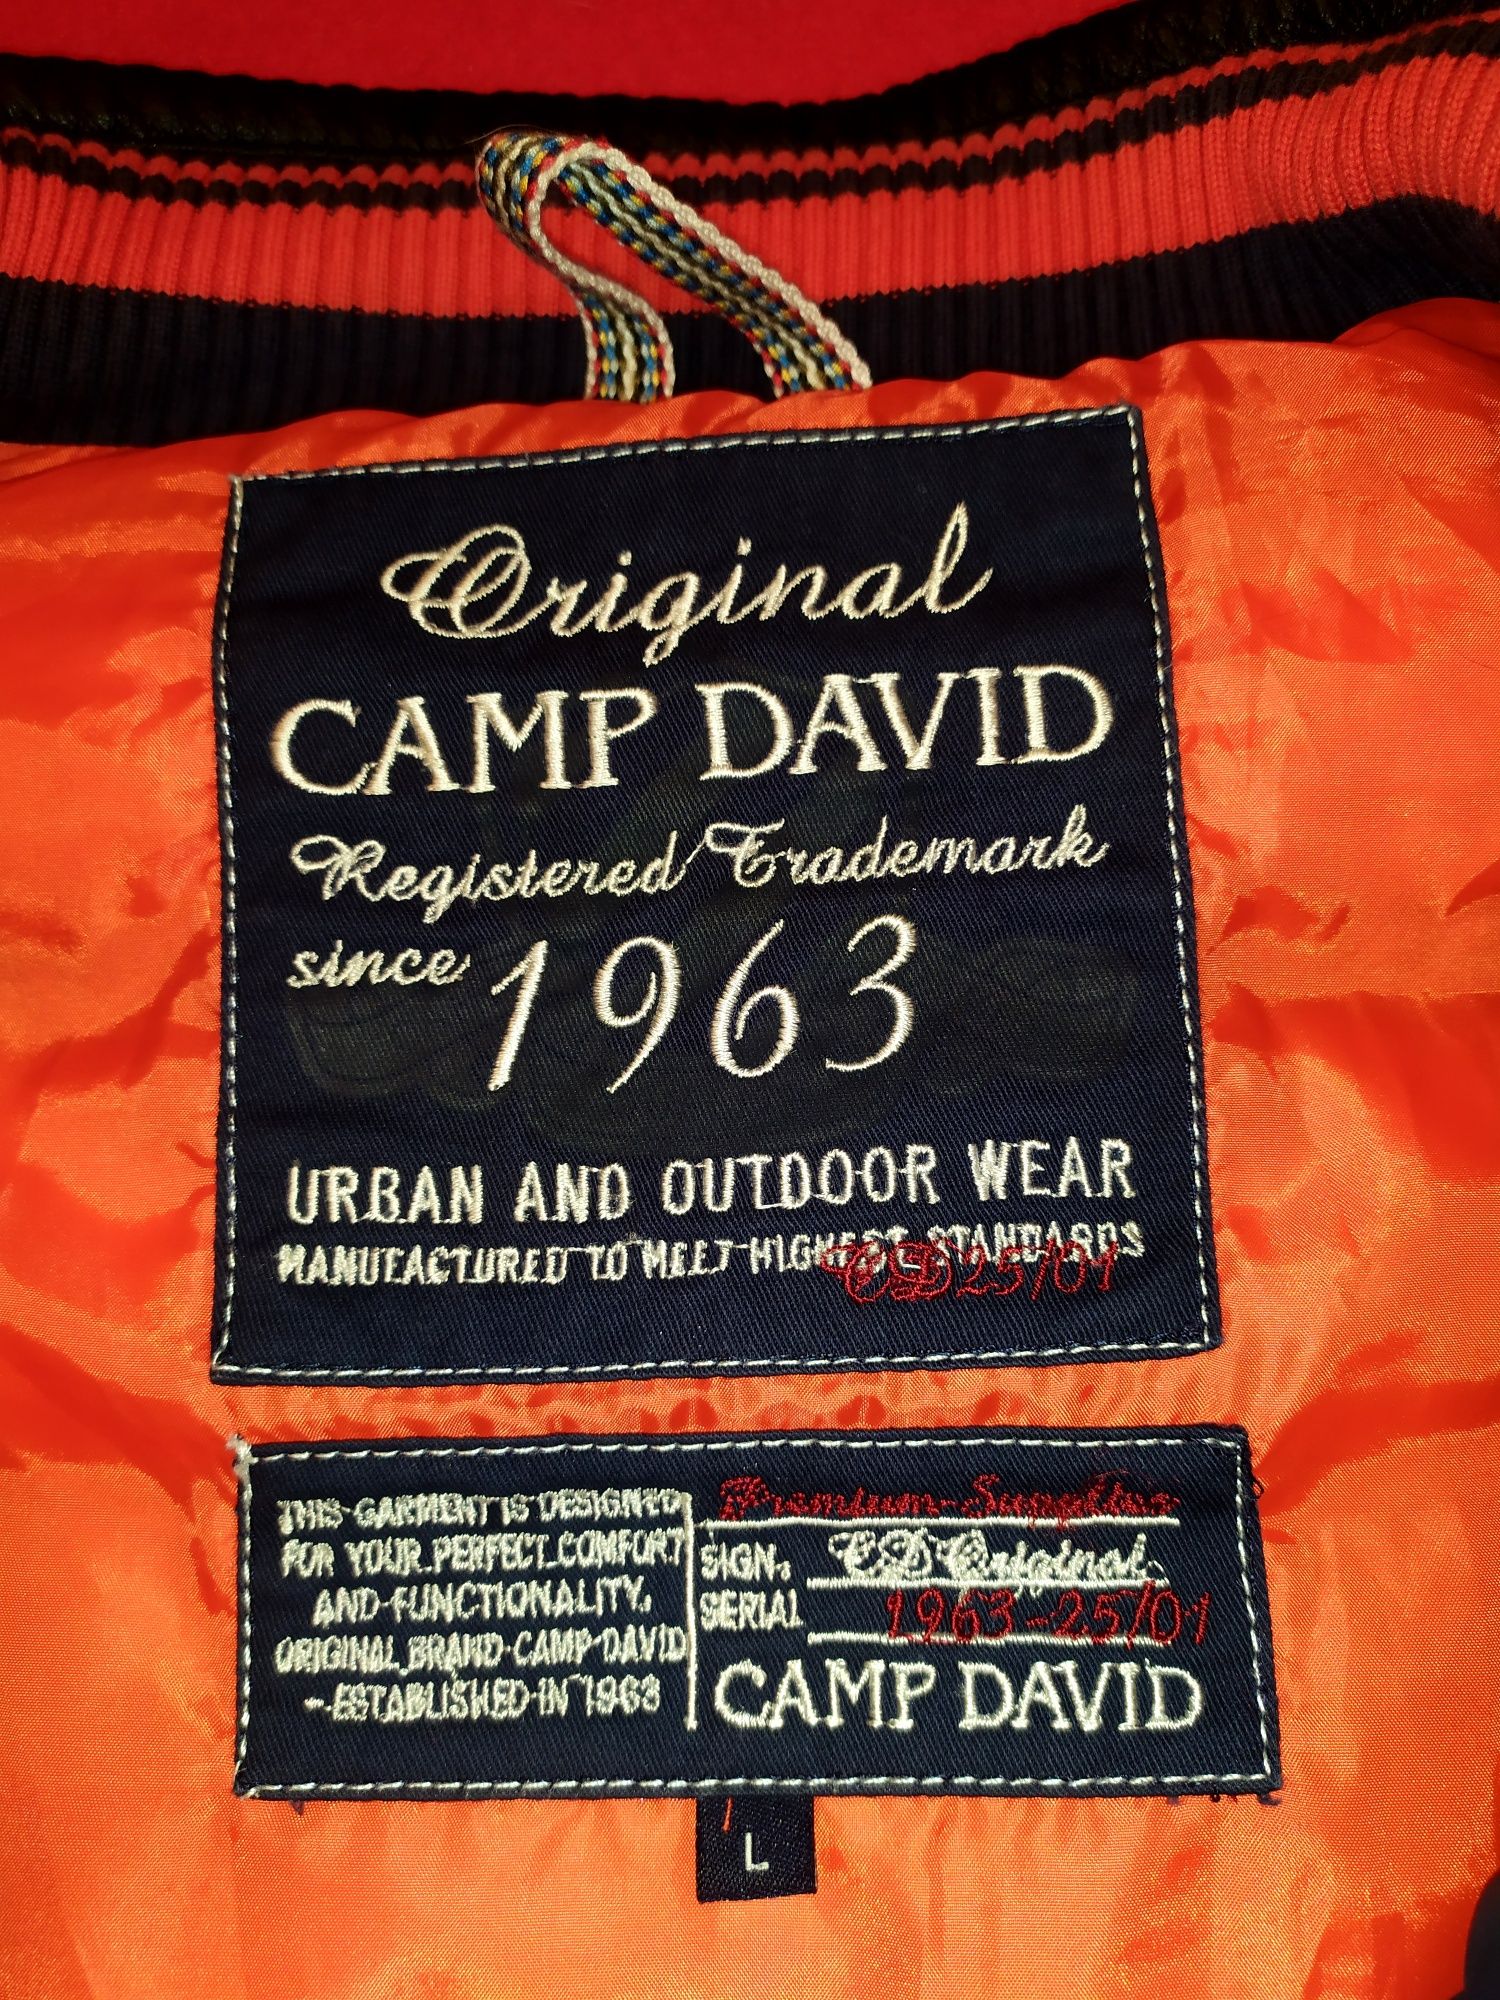 Original
CAMP DAVID
Registered Trademark
since 1963
URBAN AND OUTDOOR WEAR
MANUFACTURED TO MEET HIGHEST STANDARDS
CD 25/01
THIS GARMENT IS DESIGNED
FOR YOUR PERFECT COMFORT
AND FUNCTIONALITY.
ORIGINAL BRAND CAMP DAVID
-ESTABLISHED IN 1963
Premium-Supplies
SIGN. CD Original
SERIAL 1963-25/01
CAMP DAVID
L